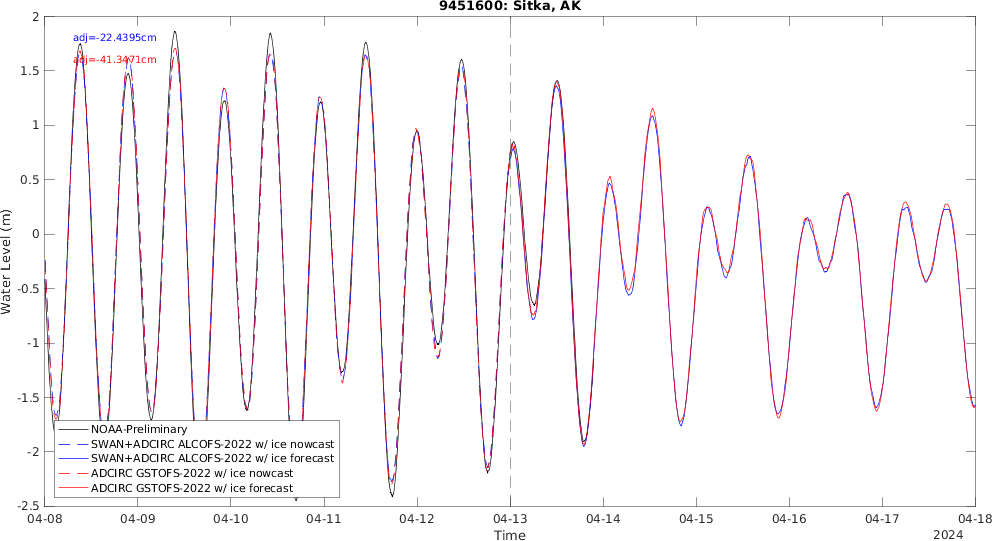 9451600: Sitka, AK
adj=-22.4395cm
adj=-41.3471cm
Water Level (m)
2
1.5
1
0.5
0
-0.5
-1
-1.5
-2
-2.5
NOAA-Preliminary
SWAN+ADCIRC ALCOFS-2022 w/ ice nowcast
SWAN+ADCIRC ALCOFS-2022 w/ ice forecast
ADCIRC GSTOFS-2022 w/ ice nowcast
ADCIRC GSTOFS-2022 w/ ice forecast
04-08 04-09 04-10 04-11 04-12 04-13 04-14 04-15 04-16 04-17 04-18
Time
2024